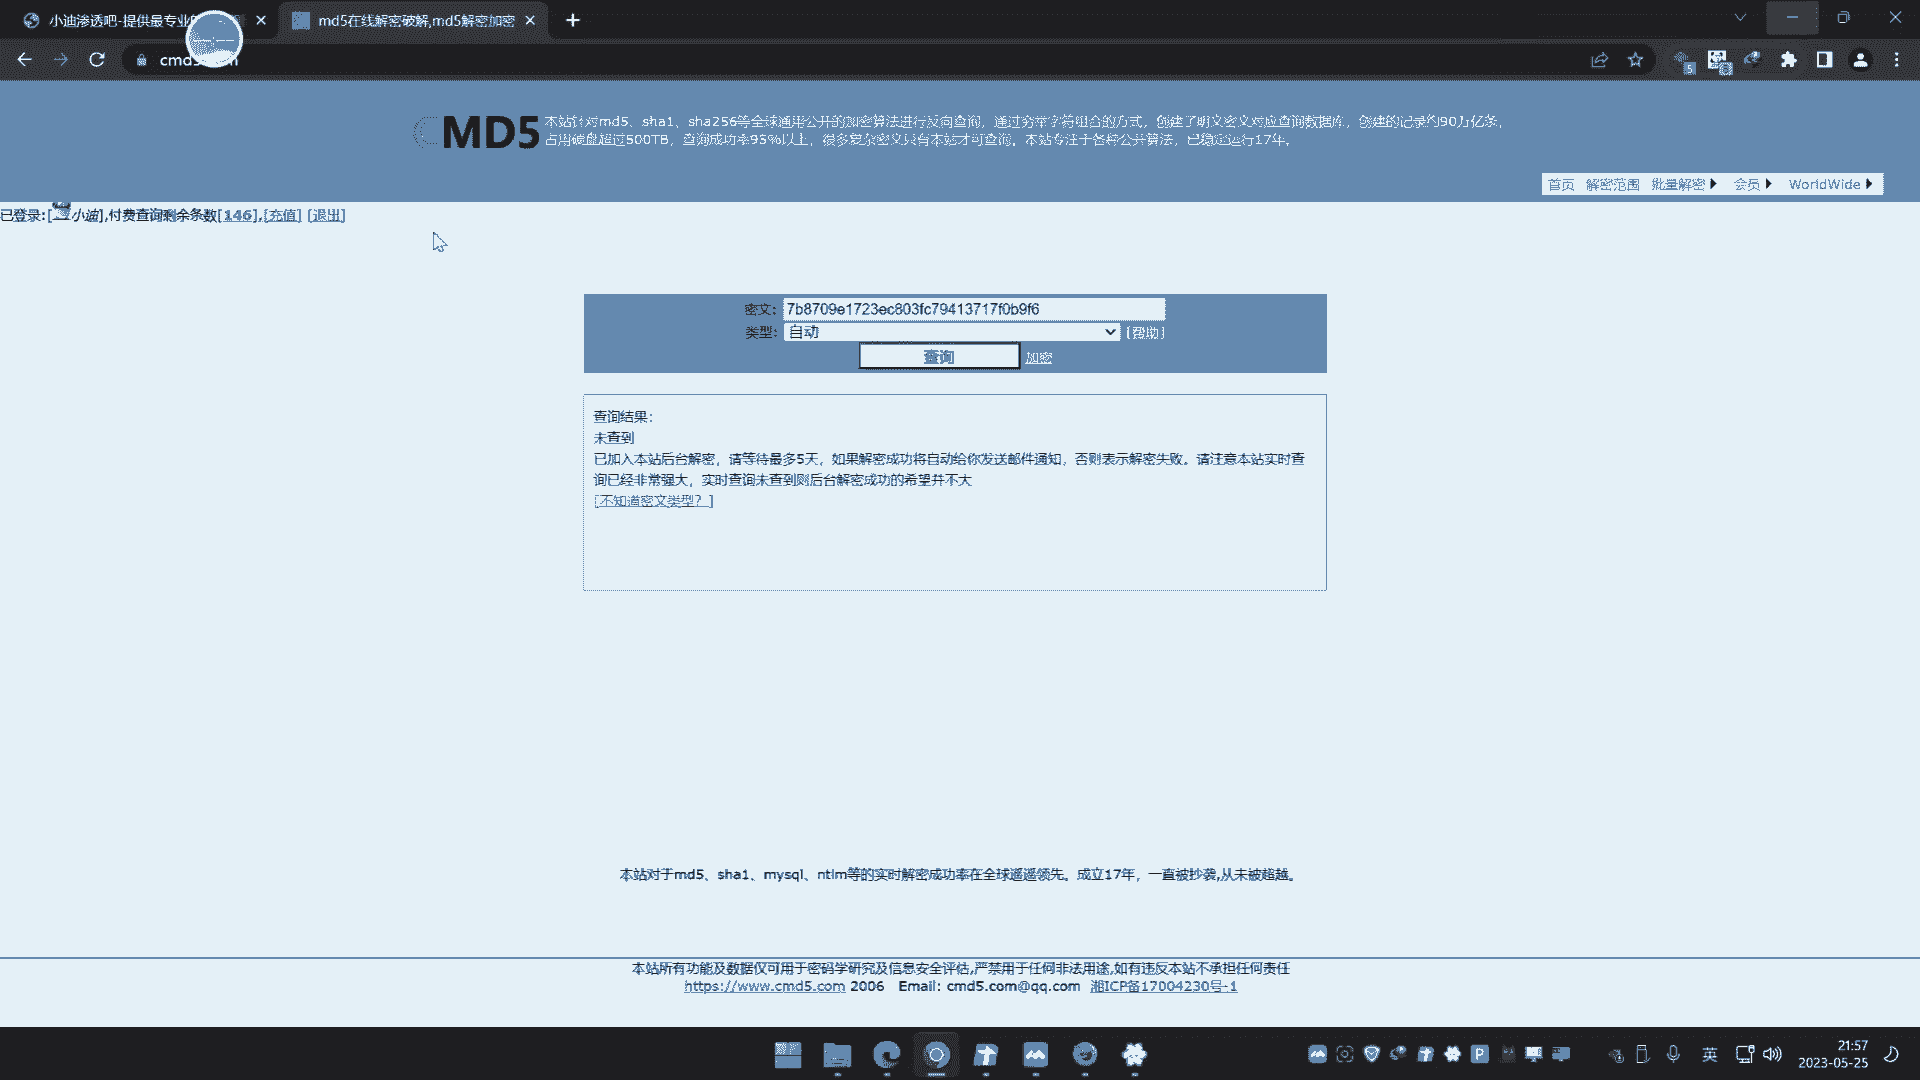 小迪渗透吧-提供最专业
md5在线解密破解,md5解密加密
MD5
本站针对md5、sha1、sha256等全球通用公开的加密算法进行反向查询，通过穷举字符组合的方式，创建了明文密文对应查询数据库，创建的记录约90万亿条，
占用硬盘超过500TB，查询成功率95%以上，很多复杂密文只有本站才可查询。本站专注于各种公开算法，已稳定运行17年。
首页 解密范围 批量解密 会员 WorldWide
已登录:[小迪],付费查询剩余条数[146],[充值] [退出]
密文: 7b8709e1723ec803fc79413717f0b9f6
类型: 自动 [帮助]
查询 加密
查询结果:
未查到
已加入本站后台解密，请等待最多5天，如果解密成功将自动给你发送邮件通知，否则表示解密失败。请注意本站实时查
询已经非常强大，实时查询未查到则后台解密成功的希望并不大
[不知道密文类型？]
本站对于md5、sha1、mysql、ntlm等的实时解密成功率在全球遥遥领先。成立17年，一直被抄袭,从未被超越。
本站所有功能及数据仅可用于密码学研究及信息安全评估,严禁用于任何非法用途,如有违反本站不承担任何责任
https://www.cmd5.com 2006 Email: cmd5.com@qq.com 湘ICP备17004230号-1
英
21:57
2023-05-25